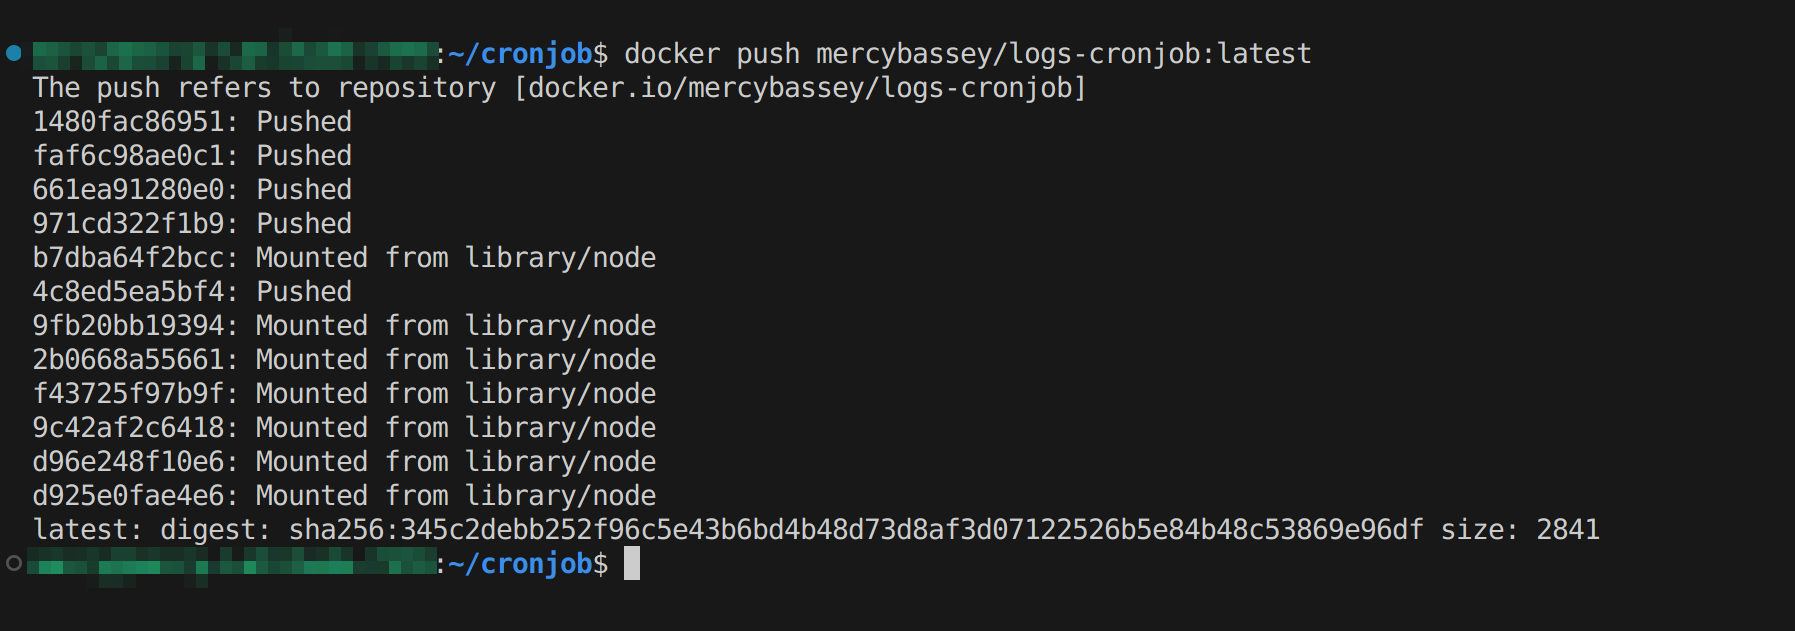 :~/cronjob$ docker push mercybassey/logs-cronjob:latest
The push refers to repository [docker.io/mercybassey/logs-cronjob]
1480fac86951: Pushed
faf6c98ae0c1: Pushed
661ea91280e0: Pushed
971cd322f1b9: Pushed
b7dba64f2bcc: Mounted from library/node
4c8ed5ea5bf4: Pushed
9fb20bb19394: Mounted from library/node
2b0668a55661: Mounted from library/node
f43725f97b9f: Mounted from library/node
9c42af2c6418: Mounted from library/node
d96e248f10e6: Mounted from library/node
d925e0fae4e6: Mounted from library/node
latest: digest: sha256:345c2debb252f96c5e43b6bd4b48d73d8af3d07122526b5e84b48c53869e96df size: 2841
:~/cronjob$